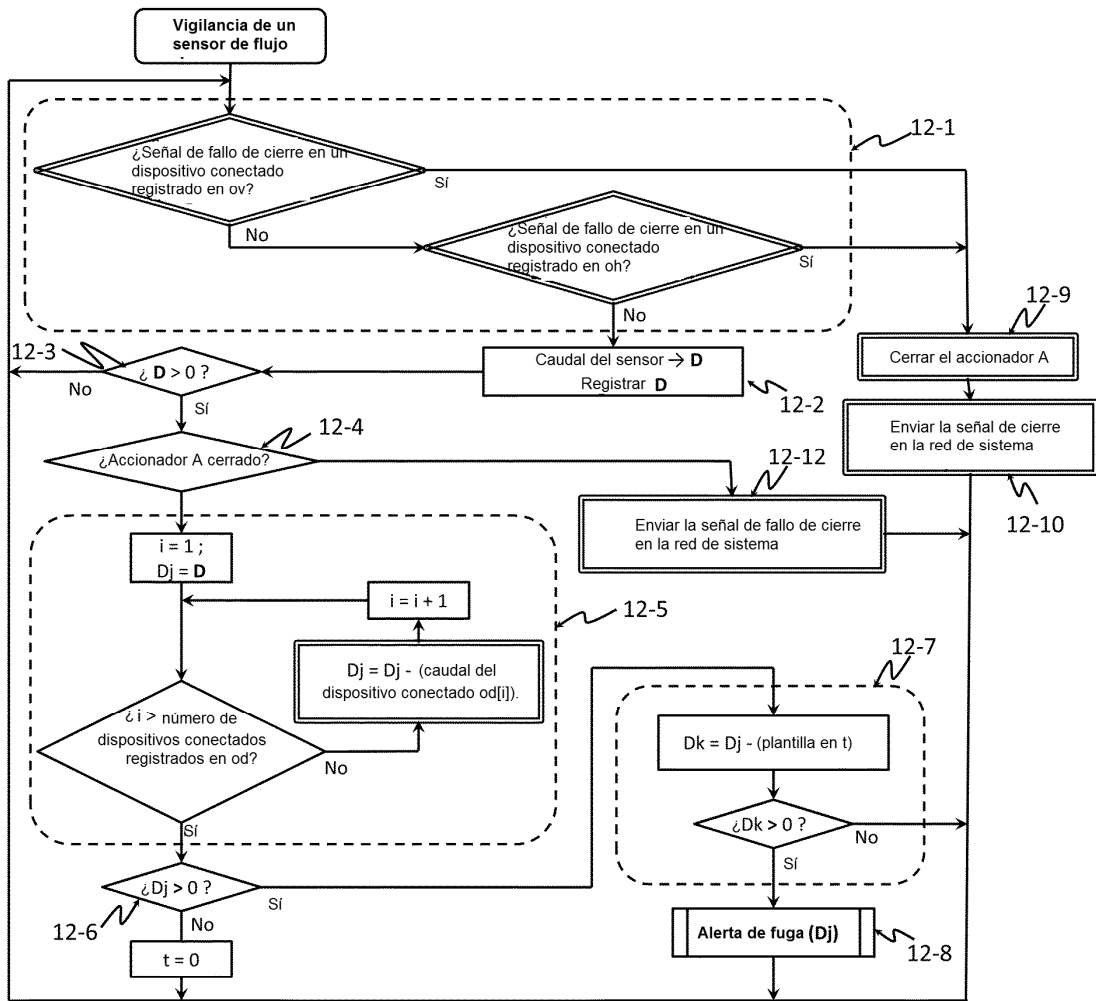 Vigilancia de un
sensor de flujo
12-1
¿Señal de fallo de cierre en un
dispositivo conectado
registrado en ov?
Sí
No
¿Señal de fallo de cierre en un
dispositivo conectado
registrado en oh?
Sí
No
12-9
Cerrar el accionador A
12-3
¿ D > 0 ?
No
Sí
Caudal del sensor → D
Registrar D
12-2
Enviar la señal de cierre
en la red de sistema
12-10
12-4
¿Accionador A cerrado?
12-12
Enviar la señal de fallo de cierre
en la red de sistema
i = 1 ;
Dj = D
i = i + 1
12-5
Dj = Dj - (caudal del
dispositivo conectado od[i]).
¿ i > número de
dispositivos conectados
registrados en od?
No
Sí
12-7
Dk = Dj - (plantilla en t)
¿Dk > 0 ?
No
Sí
¿Dj > 0 ?
Sí
No
12-6
t = 0
Alerta de fuga (Dj)
12-8